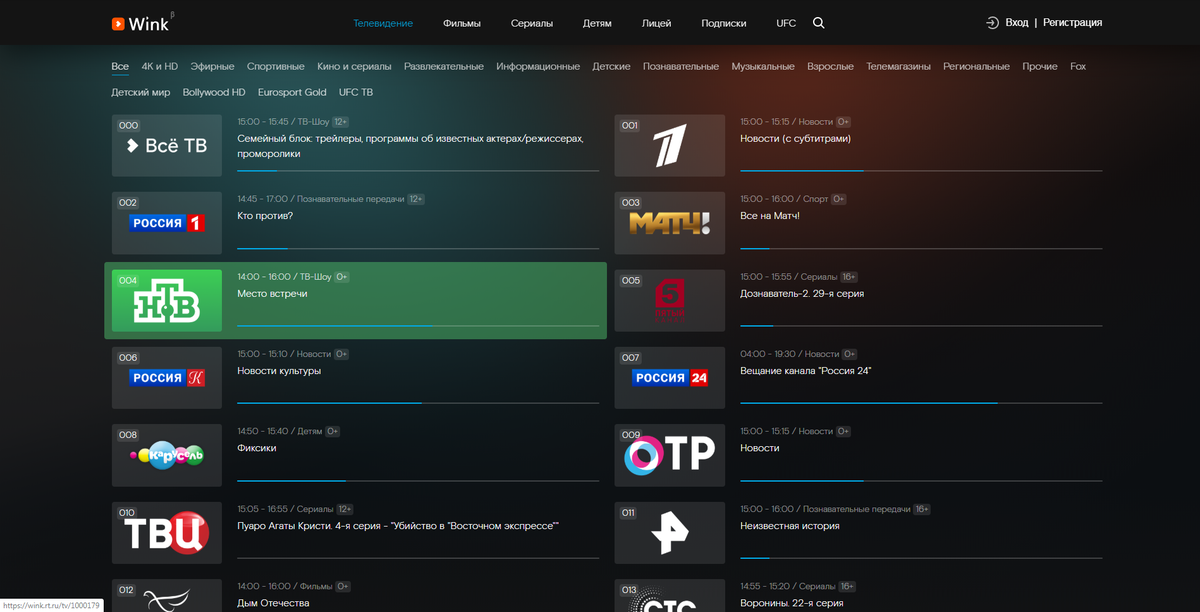 Wink β
Телевидение Фильмы Сериалы Детям Лицей Подписки UFC
Вход | Регистрация
Все 4K и HD Эфирные Спортивные Кино и сериалы Развлекательные Информационные Детские Познавательные Музыкальные Взрослые Телемагазины Региональные Прочие Fox
Детский мир Bollywood HD Eurosport Gold UFC ТВ
000
Всё ТВ
15:00 - 15:45 / ТВ-Шоу 12+
Семейный блок: трейлеры, программы об известных актерах/режиссерах,
проморолики
001
1
15:00 - 15:15 / Новости 0+
Новости (с субтитрами)
002
РОССИЯ 1
14:45 - 17:00 / Познавательные передачи 12+
Кто против?
003
МАТЧ!
15:00 - 16:00 / Спорт 0+
Все на Матч!
004
НТВ
14:00 - 16:00 / ТВ-Шоу 0+
Место встречи
005
5
15:00 - 15:55 / Сериалы 16+
Дознаватель-2. 29-я серия
006
РОССИЯ К
15:00 - 15:10 / Новости 0+
Новости культуры
007
РОССИЯ 24
04:00 - 19:30 / Новости 0+
Вещание канала "Россия 24"
008
Карусель
14:50 - 15:40 / Детям 0+
Фиксики
009
ОТР
15:00 - 15:15 / Новости 0+
Новости
010
ТВЦ
15:05 - 16:55 / Сериалы 12+
Пуаро Агаты Кристи. 4-я серия - "Убийство в "Восточном экспрессе""
011
15:00 - 16:00 / Познавательные передачи 16+
Неизвестная история
012
14:00 - 16:00 / Фильмы 0+
Дым Отечества
013
СТС
14:55 - 15:20 / Сериалы 16+
Воронины. 22-я серия
https://wink.rt.ru/tv/1000179